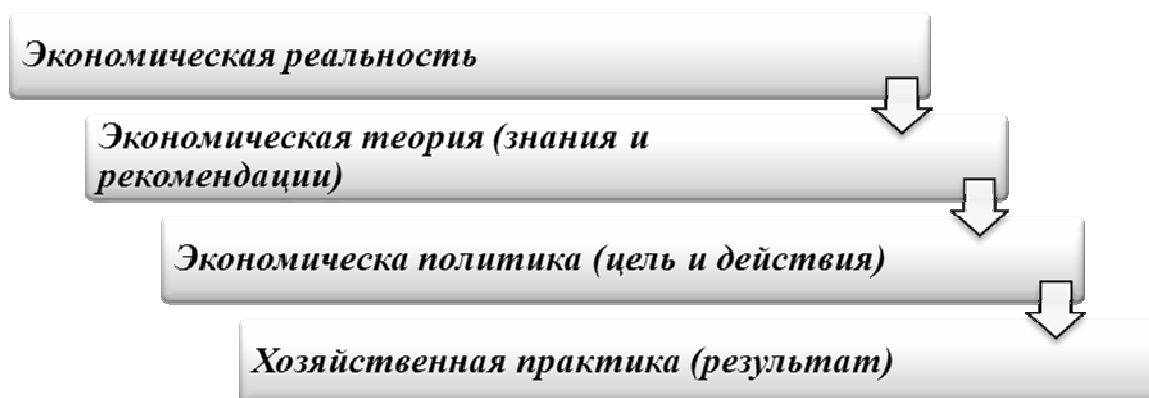 Экономическая реальность
Экономическая теория (знания и
рекомендации)
Экономическа политика (цель и действия)
Хозяйственная практика (результат)